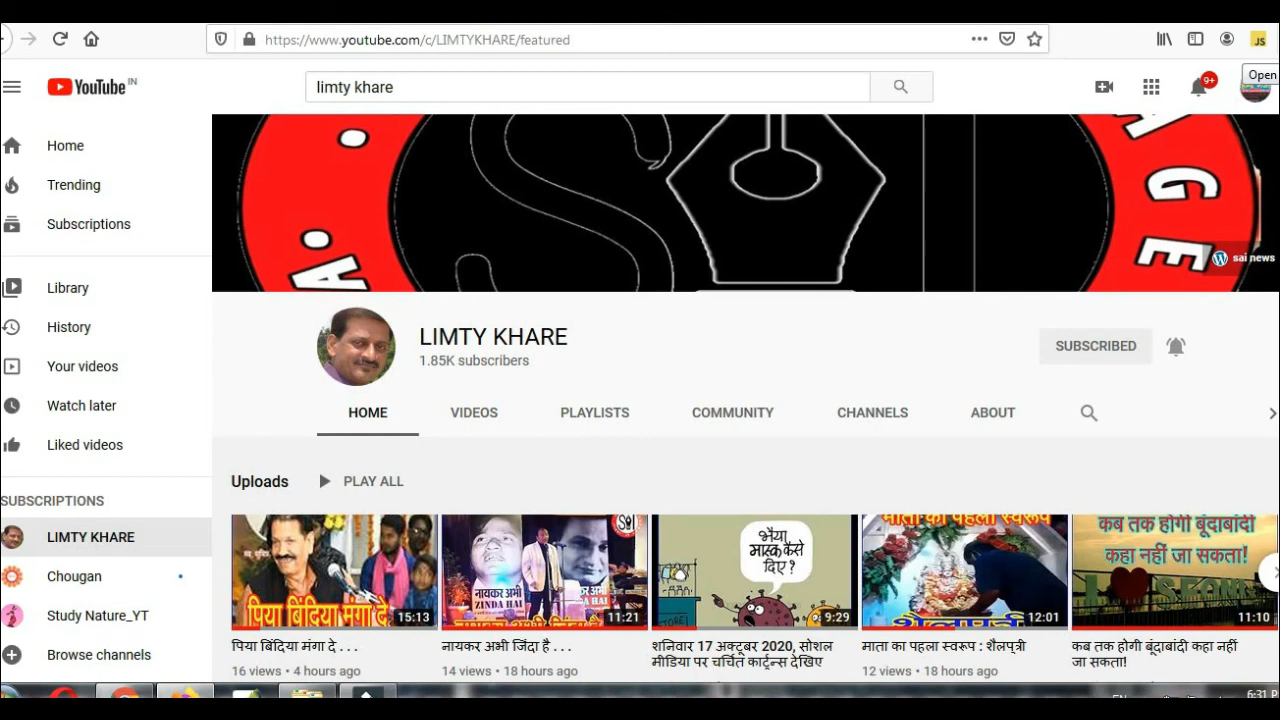 https://www.youtube.com/c/LIMTYKHARE/featured
JS
YouTube IN
limty khare
9+
Open
Home
Trending
Subscriptions
Library
History
Your videos
Watch later
Liked videos
SUBSCRIPTIONS
LIMTY KHARE
Chougan
Study Nature_YT
Browse channels
A
S
AGE
sai news
LIMTY KHARE
1.85K subscribers
SUBSCRIBED
HOME VIDEOS PLAYLISTS COMMUNITY CHANNELS ABOUT
Uploads PLAY ALL
पिया बिंदिया मंगा दे
15:13
नायकर अभी
ZINDA HAI
11:21
भैया
मास्क कैसे
दिए ?
9:29
माता का पहला स्वरूप
शैलपुत्री
12:01
कब तक होगी बूंदाबांदी
कहा नहीं जा सकता!
11:10
पिया बिंदिया मंगा दे . . .
16 views • 4 hours ago
नायकर अभी जिंदा है . . .
14 views • 18 hours ago
शनिवार 17 अक्टूबर 2020, सोशल
मीडिया पर चर्चित कार्टून्स देखिए
माता का पहला स्वरूप : शैलपुत्री
12 views • 18 hours ago
कब तक होगी बूंदाबांदी कहा नहीं
जा सकता!
EN
6:31 P